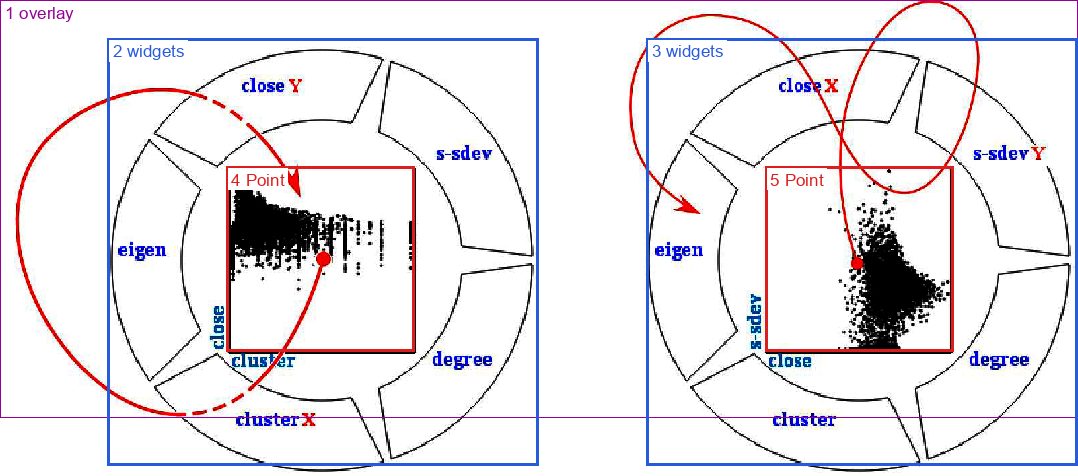 1 overlay
2 widgets
close Y
s-sdev
4 Point
eigen
close
cluster
degree
cluster X
3 widgets
close X
s-sdev Y
5 Point
eigen
s-sdev
close
degree
cluster